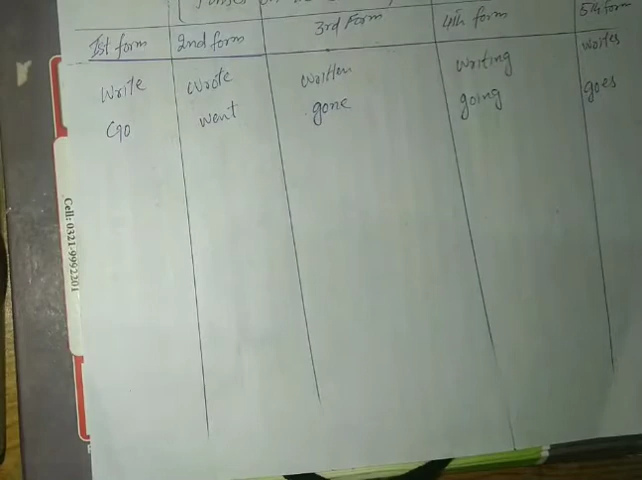 1st form 2nd form 3rd Form 4th form 5th form
Write wrote written writing writes
Go went gone going goes
Cell: 0321-9992201